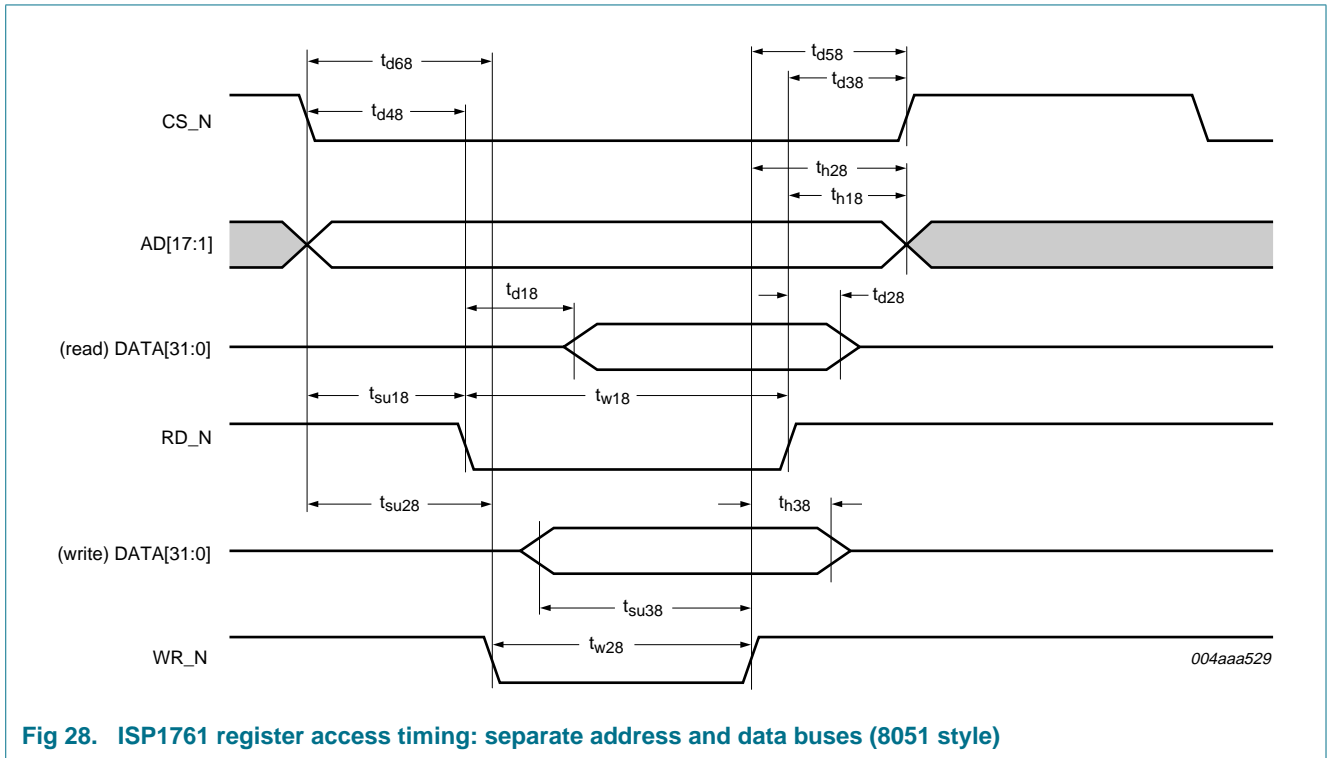 td68
td58
td38
td48
CS_N
th28
th18
AD[17:1]
td18
td28
(read) DATA[31:0]
tsu18
tw18
RD_N
tsu28
th38
(write) DATA[31:0]
tsu38
tw28
WR_N
004aaa529
Fig 28. ISP1761 register access timing: separate address and data buses (8051 style)